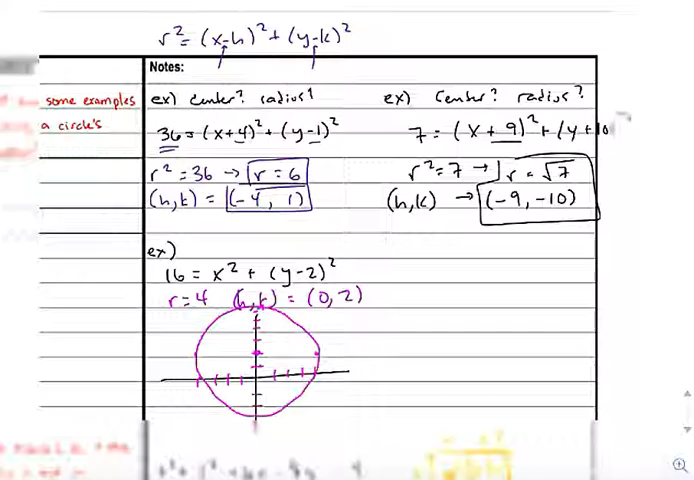 r² = (x-h)² + (y-k)²
Notes:
some examples
a circle's
ex) center? radius?
36 = (x+4)² + (y-1)²
r² = 36 → r = 6
(h,k) = (-4, 1)
ex) Center? radius?
7 = (x+9)² + (y+10
r² = 7 → r = √7
(h,k) → (-9, -10)
ex)
16 = x² + (y-2)²
r = 4 (h,k) = (0, 2)